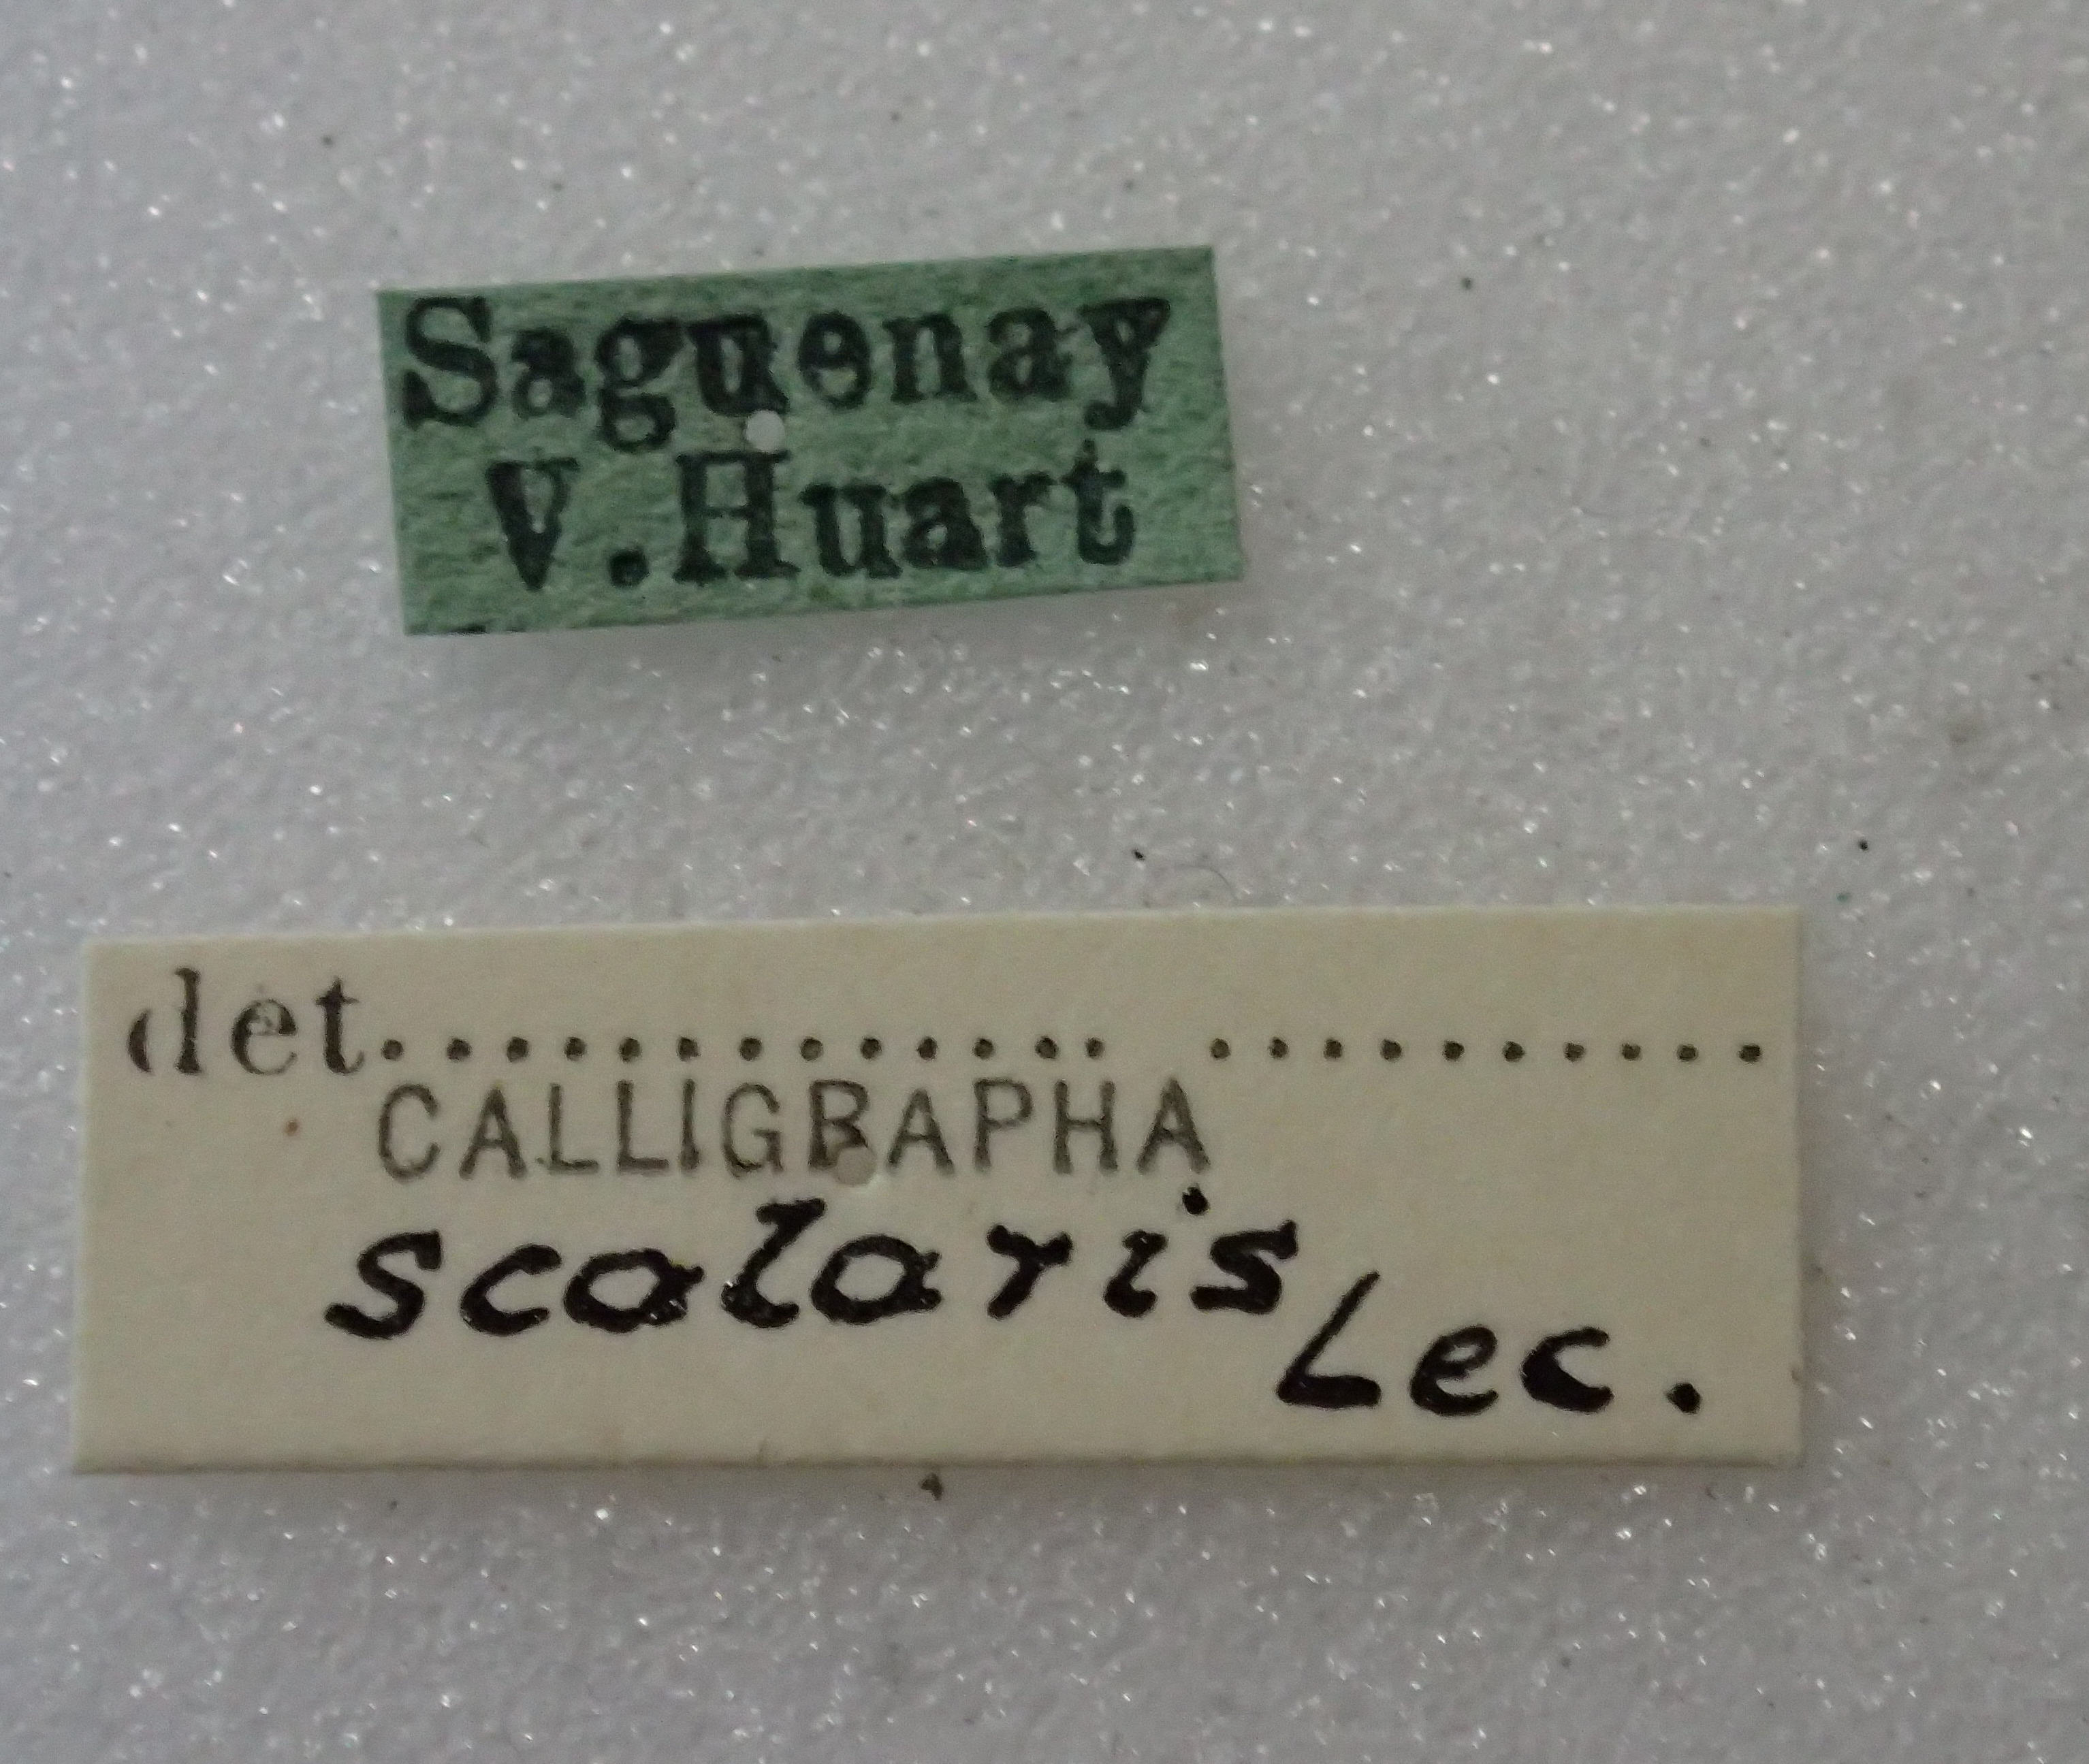 Saguenay
V. Huart
det........................
CALLIGRAPHA
scalaris
Lec.